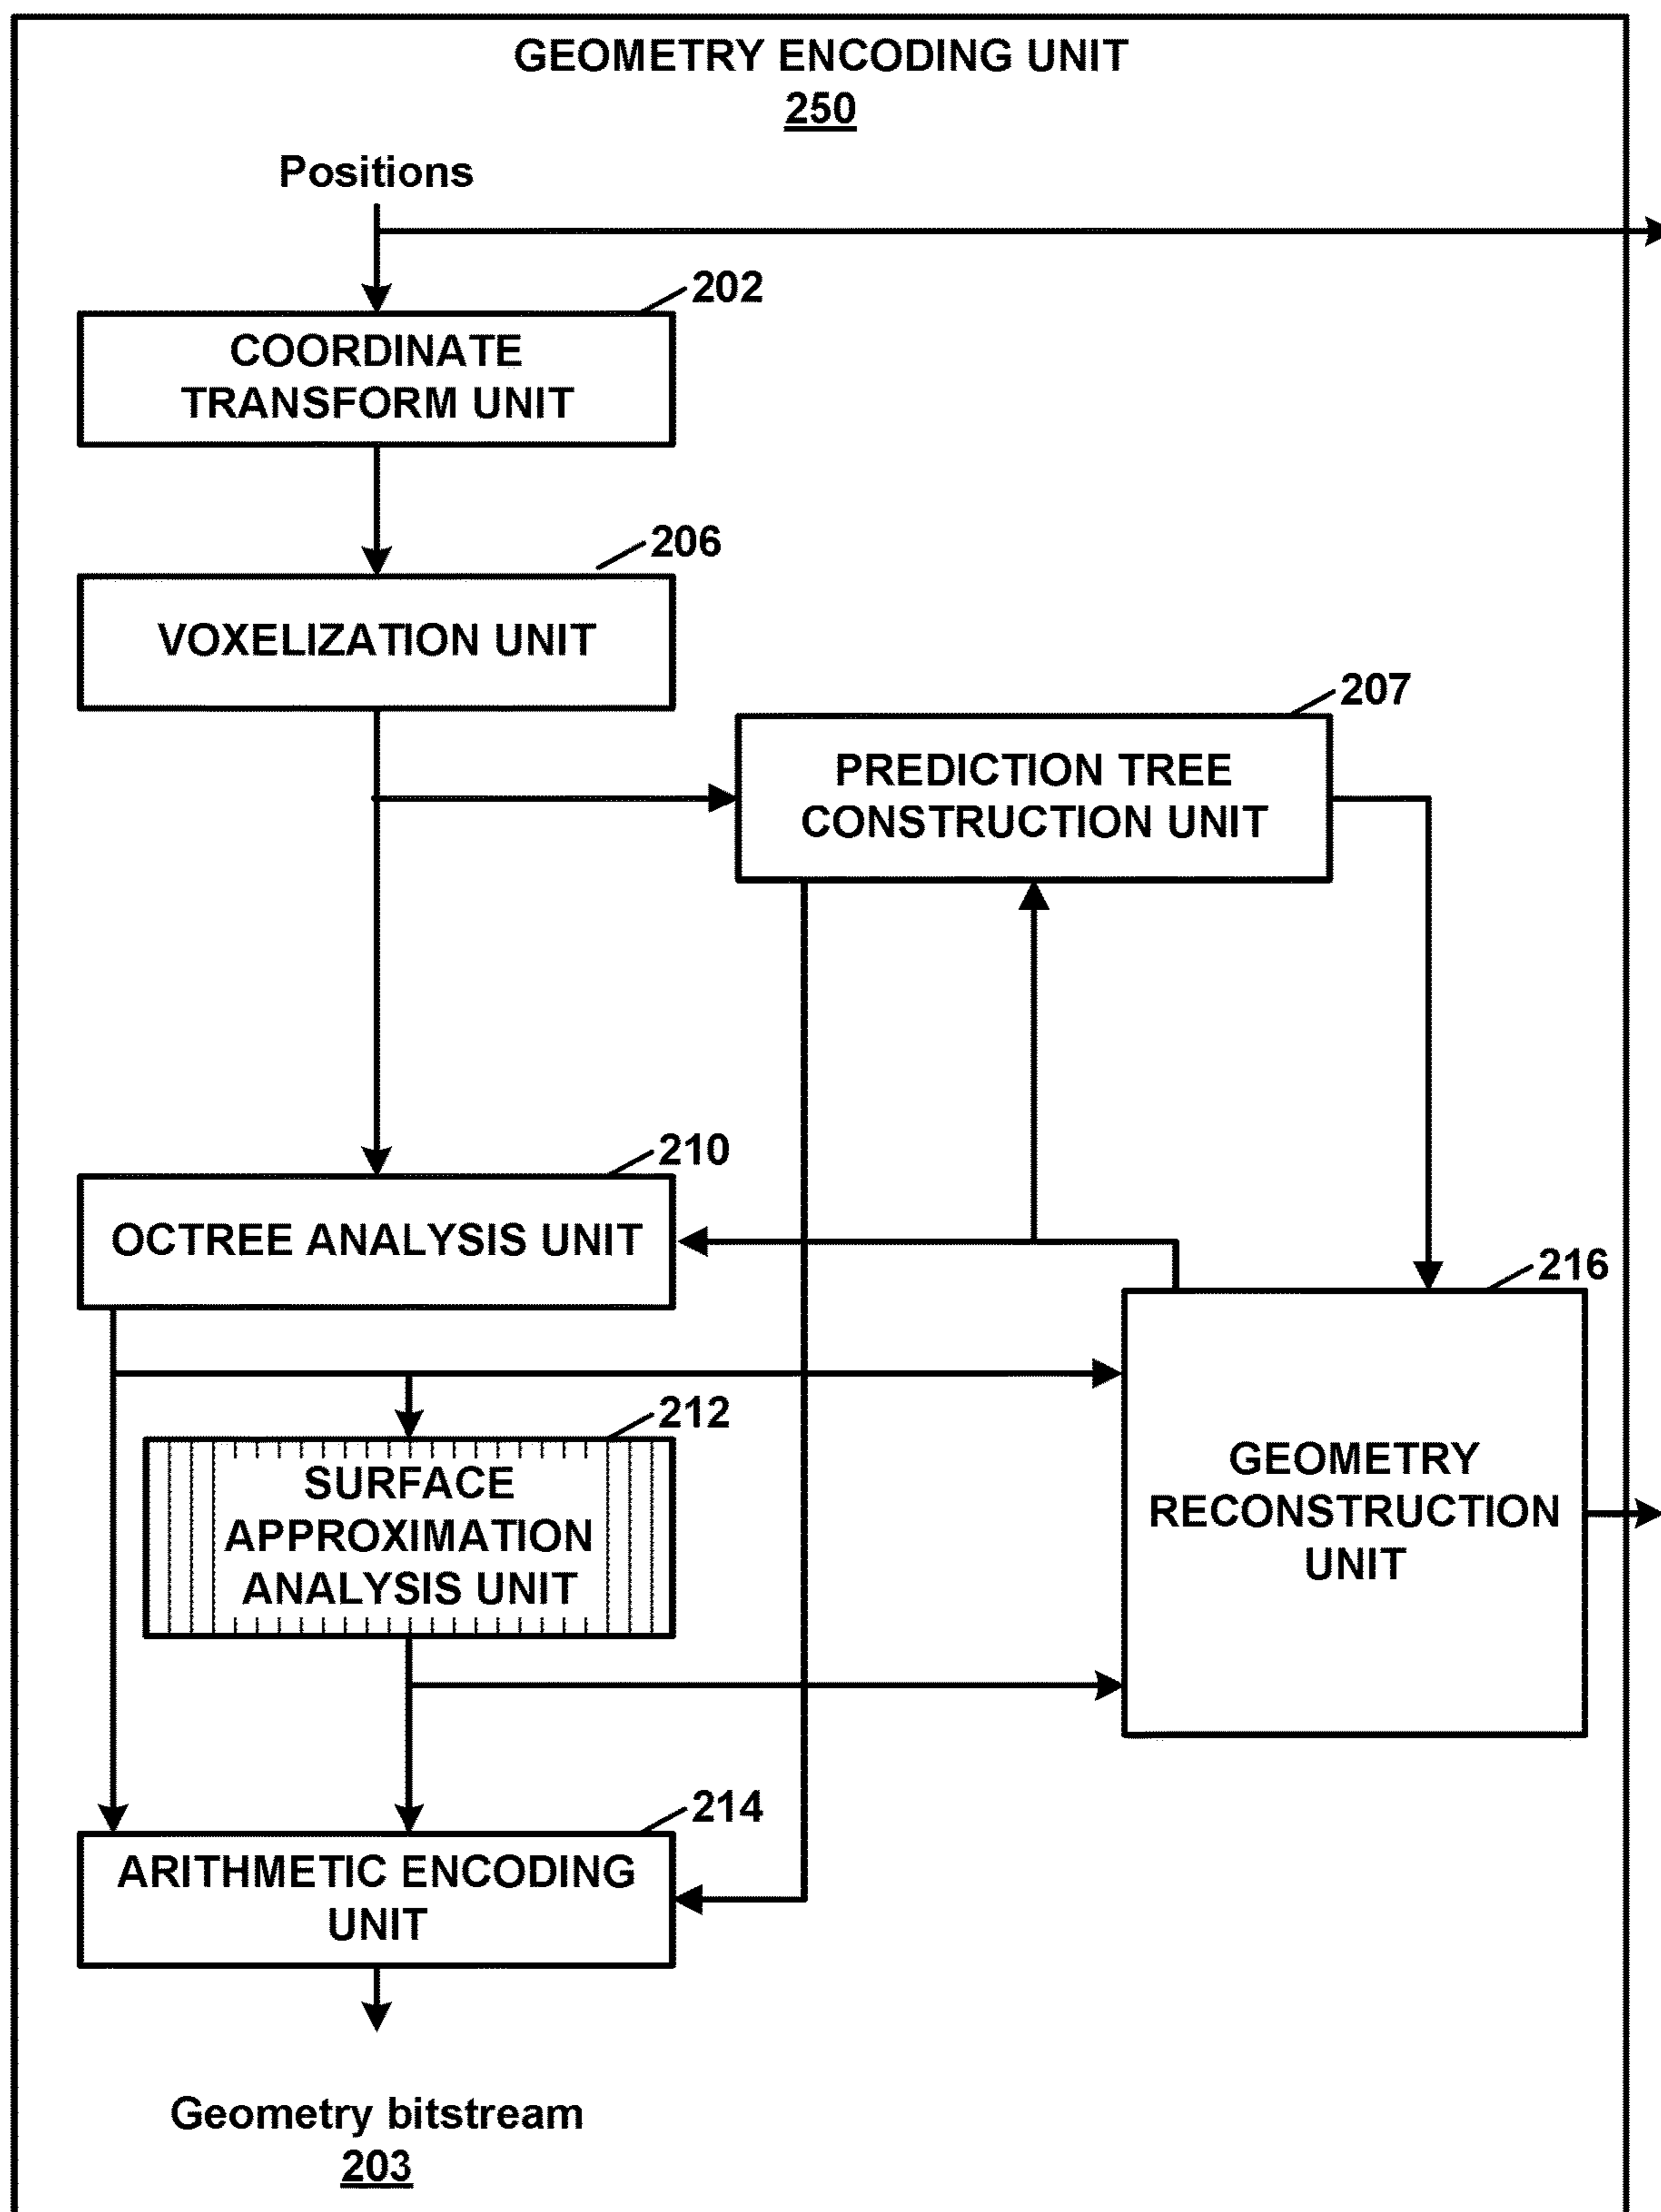 GEOMETRY ENCODING UNIT
250
Positions
202
COORDINATE
TRANSFORM UNIT
206
VOXELIZATION UNIT
207
PREDICTION TREE
CONSTRUCTION UNIT
210
OCTREE ANALYSIS UNIT
216
GEOMETRY
RECONSTRUCTION
UNIT
212
SURFACE
APPROXIMATION
ANALYSIS UNIT
214
ARITHMETIC ENCODING
UNIT
Geometry bitstream
203